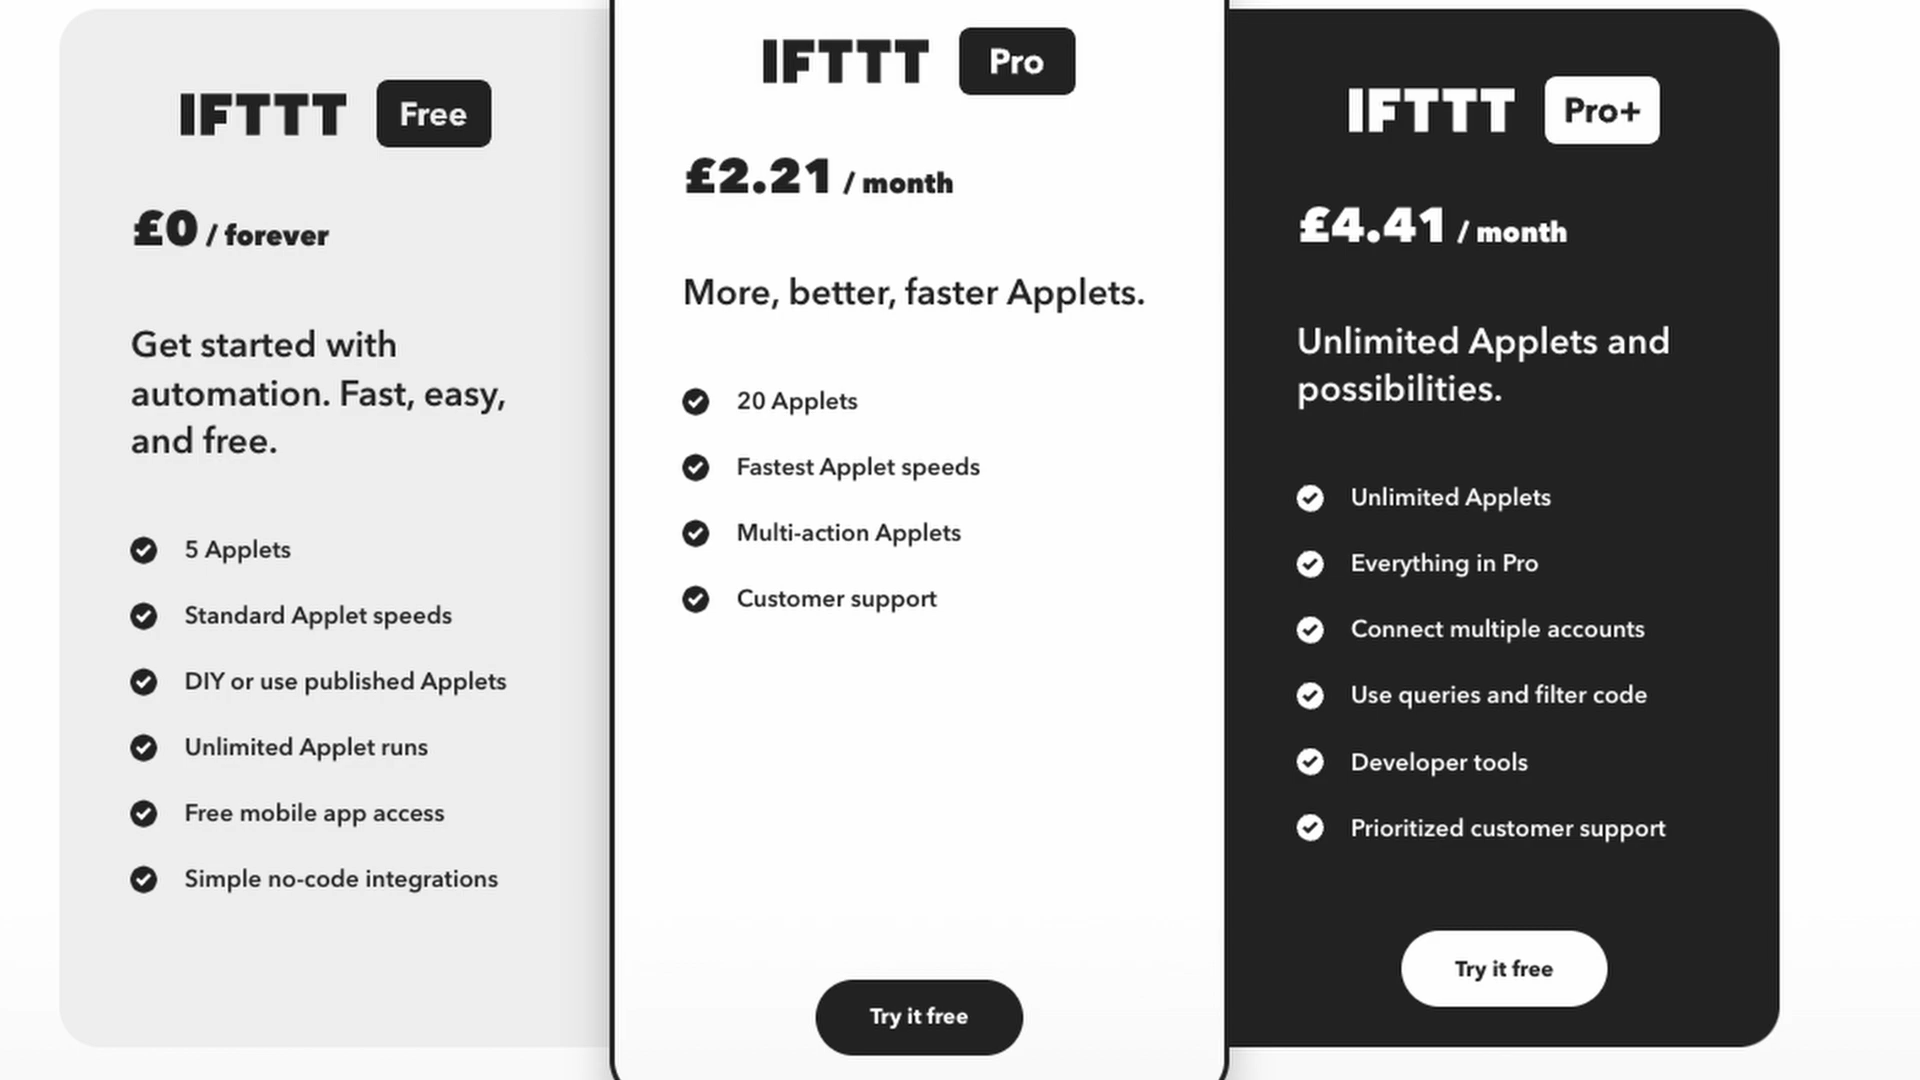 IFTTT Free
£0 / forever
Get started with
automation. Fast, easy,
and free.
5 Applets
Standard Applet speeds
DIY or use published Applets
Unlimited Applet runs
Free mobile app access
Simple no-code integrations
IFTTT Pro
£2.21 / month
More, better, faster Applets.
20 Applets
Fastest Applet speeds
Multi-action Applets
Customer support
Try it free
IFTTT Pro+
£4.41 / month
Unlimited Applets and
possibilities.
Unlimited Applets
Everything in Pro
Connect multiple accounts
Use queries and filter code
Developer tools
Prioritized customer support
Try it free